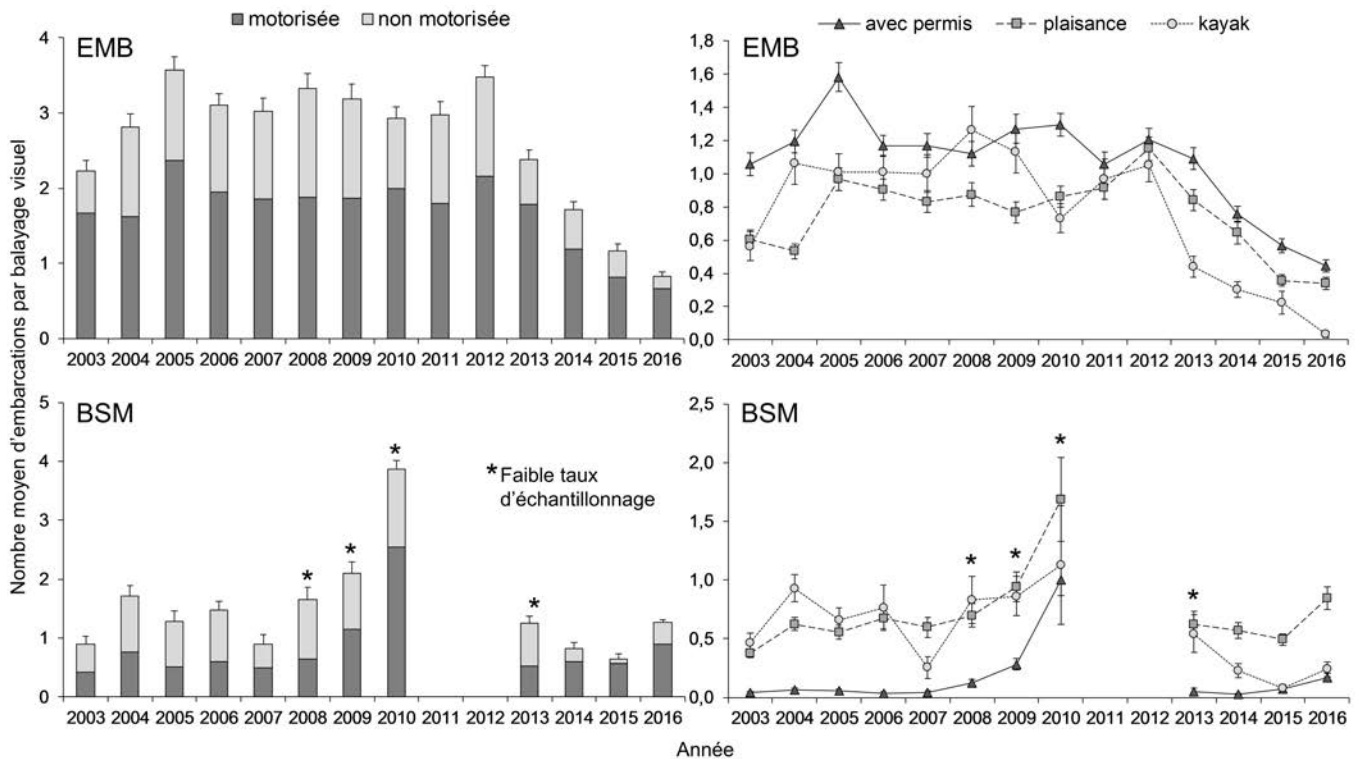 motorisée non motorisée
EMB
4
3
2
1
0
2003 2004 2005 2006 2007 2008 2009 2010 2011 2012 2013 2014 2015 2016
avec permis plaisance kayak
EMB
1,8
1,6
1,4
1,2
1,0
0,8
0,6
0,4
0,2
0,0
2003 2004 2005 2006 2007 2008 2009 2010 2011 2012 2013 2014 2015 2016
Nombre moyen d'embarcations par balayage visuel
BSM
5
4
3
2
1
0
* * * *
*Faible taux
d'échantillonnage
2003 2004 2005 2006 2007 2008 2009 2010 2011 2012 2013 2014 2015 2016
BSM
2,5
2,0
1,5
1,0
0,5
0,0
* * * *
2003 2004 2005 2006 2007 2008 2009 2010 2011 2012 2013 2014 2015 2016
Année